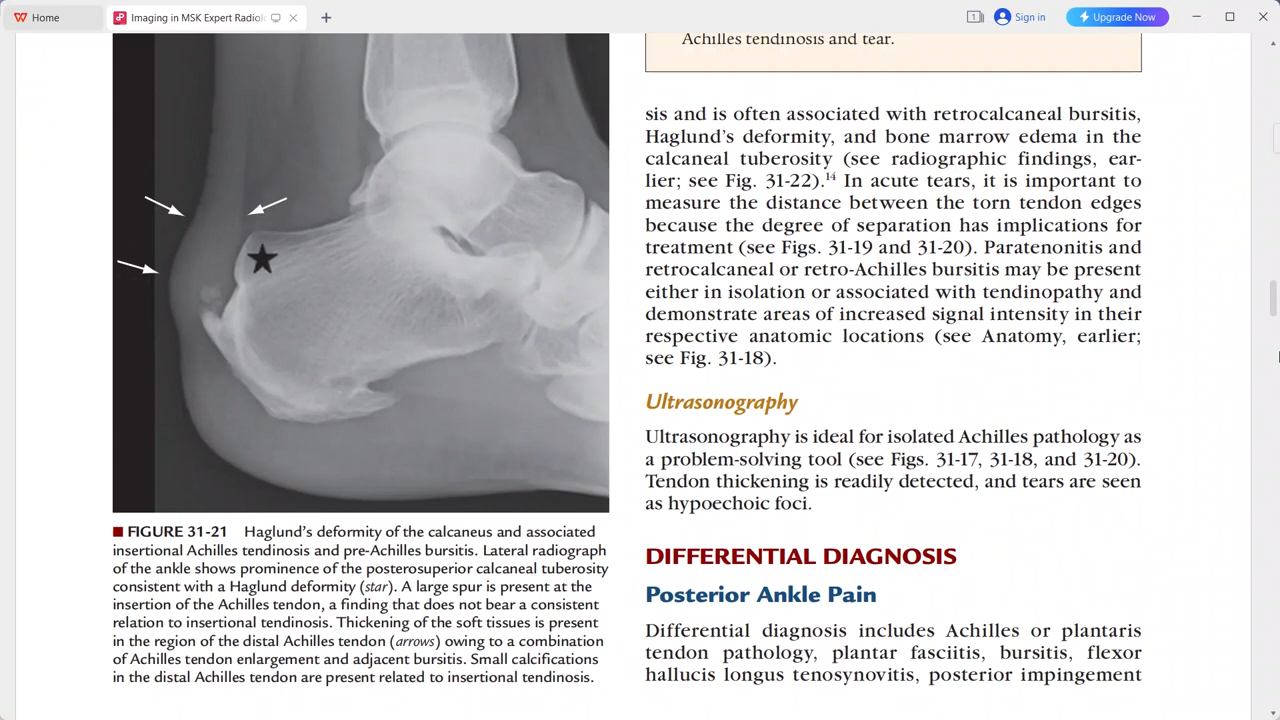 Home
Imaging in MSK Expert Radiol
1
Sign in
Upgrade Now
■ FIGURE 31-21 Haglund's deformity of the calcaneus and associated
insertional Achilles tendinosis and pre-Achilles bursitis. Lateral radiograph
of the ankle shows prominence of the posterosuperior calcaneal tuberosity
consistent with a Haglund deformity (star). A large spur is present at the
insertion of the Achilles tendon, a finding that does not bear a consistent
relation to insertional tendinosis. Thickening of the soft tissues is present
in the region of the distal Achilles tendon (arrows) owing to a combination
of Achilles tendon enlargement and adjacent bursitis. Small calcifications
in the distal Achilles tendon are present related to insertional tendinosis.
Achilles tendinosis and tear.
sis and is often associated with retrocalcaneal bursitis,
Haglund's deformity, and bone marrow edema in the
calcaneal tuberosity (see radiographic findings, ear-
lier; see Fig. 31-22).14 In acute tears, it is important to
measure the distance between the torn tendon edges
because the degree of separation has implications for
treatment (see Figs. 31-19 and 31-20). Paratenonitis and
retrocalcaneal or retro-Achilles bursitis may be present
either in isolation or associated with tendinopathy and
demonstrate areas of increased signal intensity in their
respective anatomic locations (see Anatomy, earlier;
see Fig. 31-18).
Ultrasonography
Ultrasonography is ideal for isolated Achilles pathology as
a problem-solving tool (see Figs. 31-17, 31-18, and 31-20).
Tendon thickening is readily detected, and tears are seen
as hypoechoic foci.
DIFFERENTIAL DIAGNOSIS
Posterior Ankle Pain
Differential diagnosis includes Achilles or plantaris
tendon pathology, plantar fasciitis, bursitis, flexor
hallucis longus tenosynovitis, posterior impingement